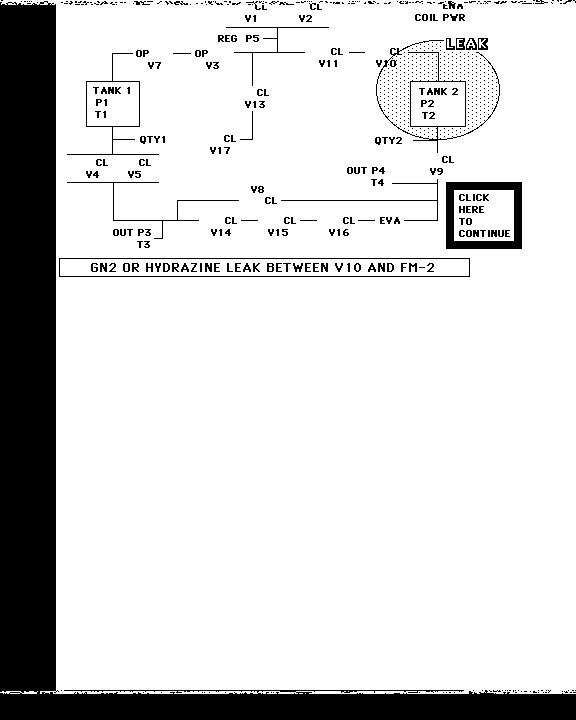 CL CL ENA
V1 V2 COIL PWR
REG P5 LEAK
OP OP CL CL
V7 V3 V11 V10
TANK 1 CL TANK 2
P1 V13 P2
T1 T2
QTY1 CL QTY2
V17
CL CL CL
V4 V5 V9
OUT P4
T4
V8
CL
CLICK
HERE
TO
CONTINUE
CL CL CL EVA
V14 V15 V16
OUT P3
T3
GN2 OR HYDRAZINE LEAK BETWEEN V10 AND FM-2